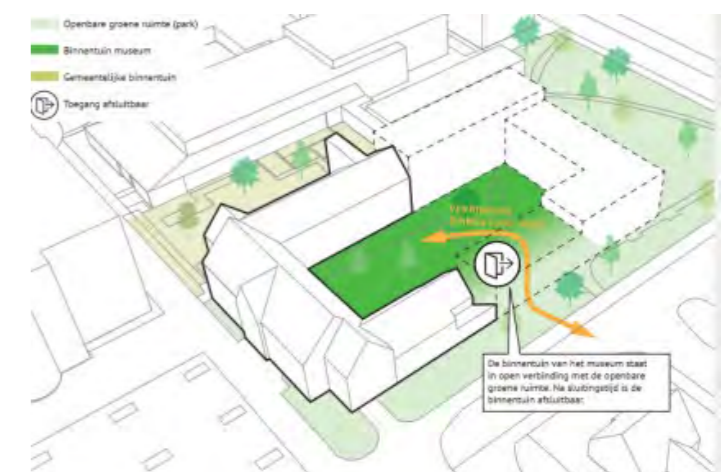 Openbare groene ruimte (park)
Binnentuin museum
Gemeentelijke binnentuin
Toegang afsluitbaar
De binnentuin van het museum staat
in open verbinding met de openbare
groene ruimte. Na sluitingstijd is de
binnentuin afsluitbaar.